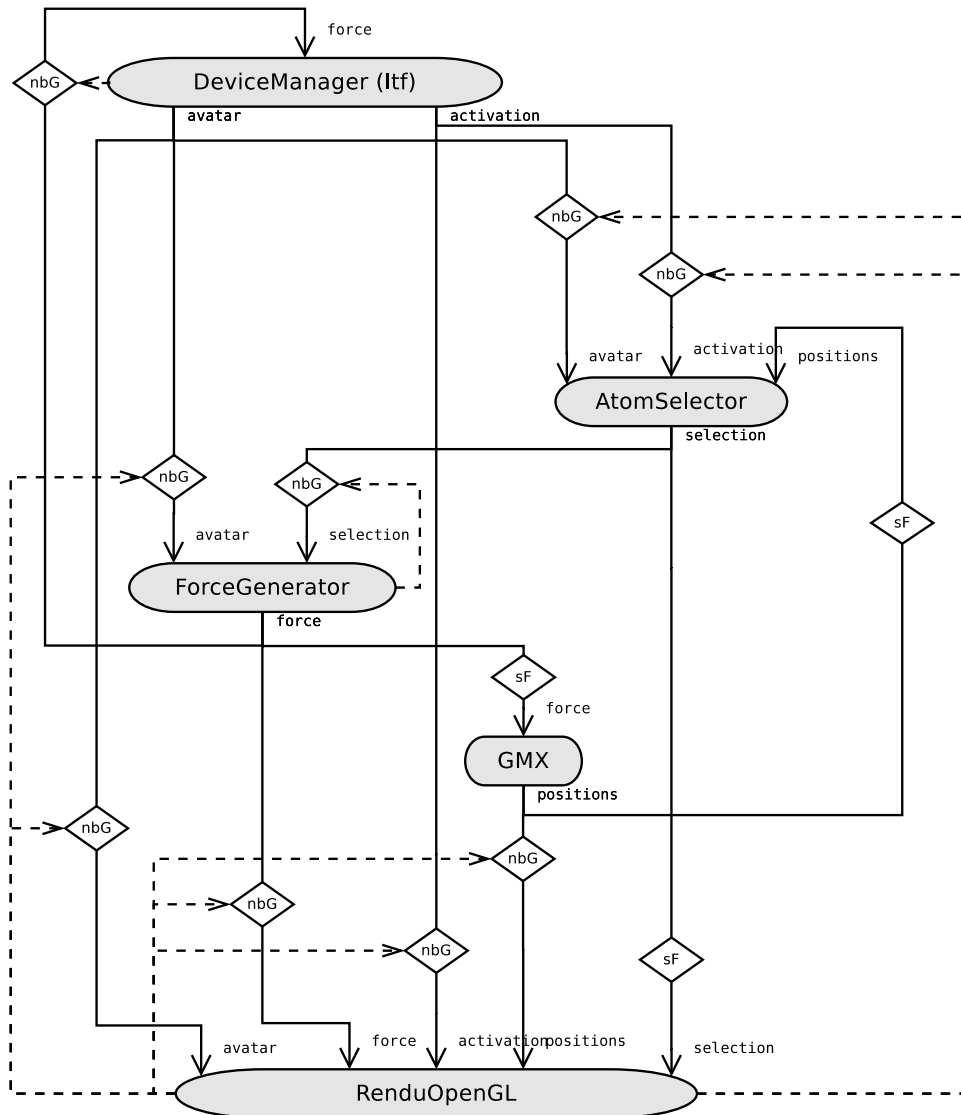 force
nbG
DeviceManager (Itf)
avatar
activation
nbG
nbG
avatar
activation
positions
AtomSelector
selection
nbG
nbG
sF
avatar
selection
ForceGenerator
force
sF
force
GMX
positions
nbG
nbG
nbG
nbG
sF
avatar
force
activation
positions
selection
RenduOpenGL